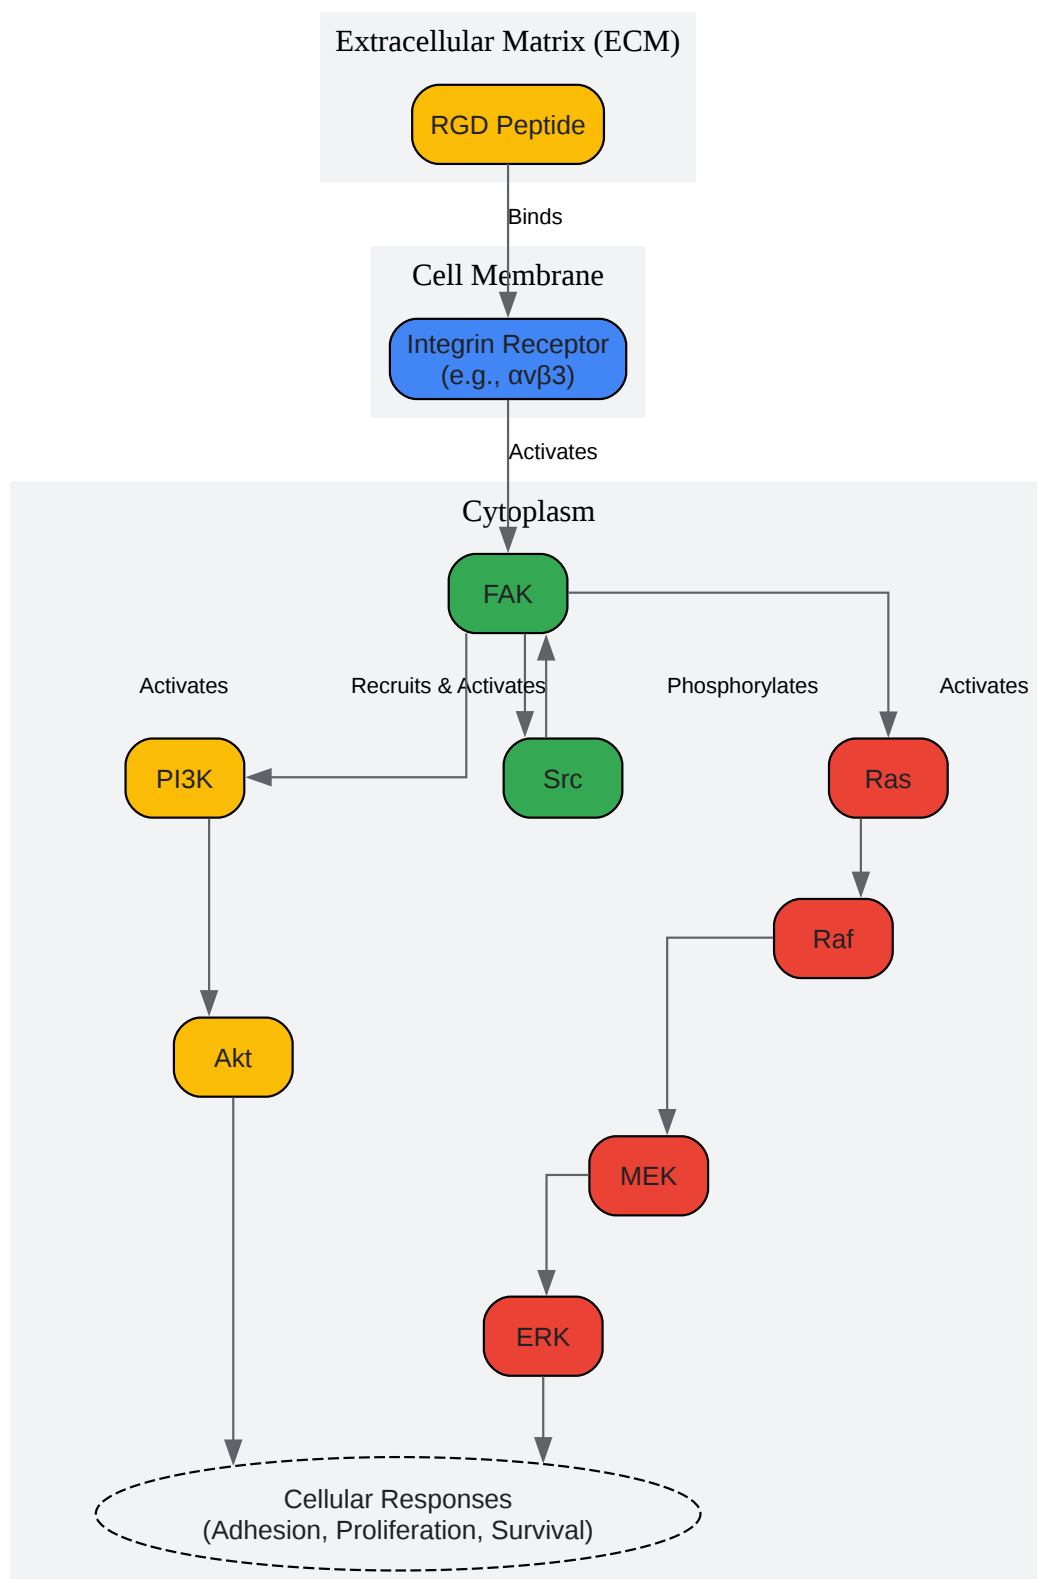 Extracellular Matrix (ECM)
RGD Peptide
Binds
Cell Membrane
Integrin Receptor
(e.g., αvβ3)
Activates
Cytoplasm
FAK
Activates
Recruits & Activates
Phosphorylates
Activates
PI3K
Src
Ras
Raf
Akt
MEK
ERK
Cellular Responses
(Adhesion, Proliferation, Survival)